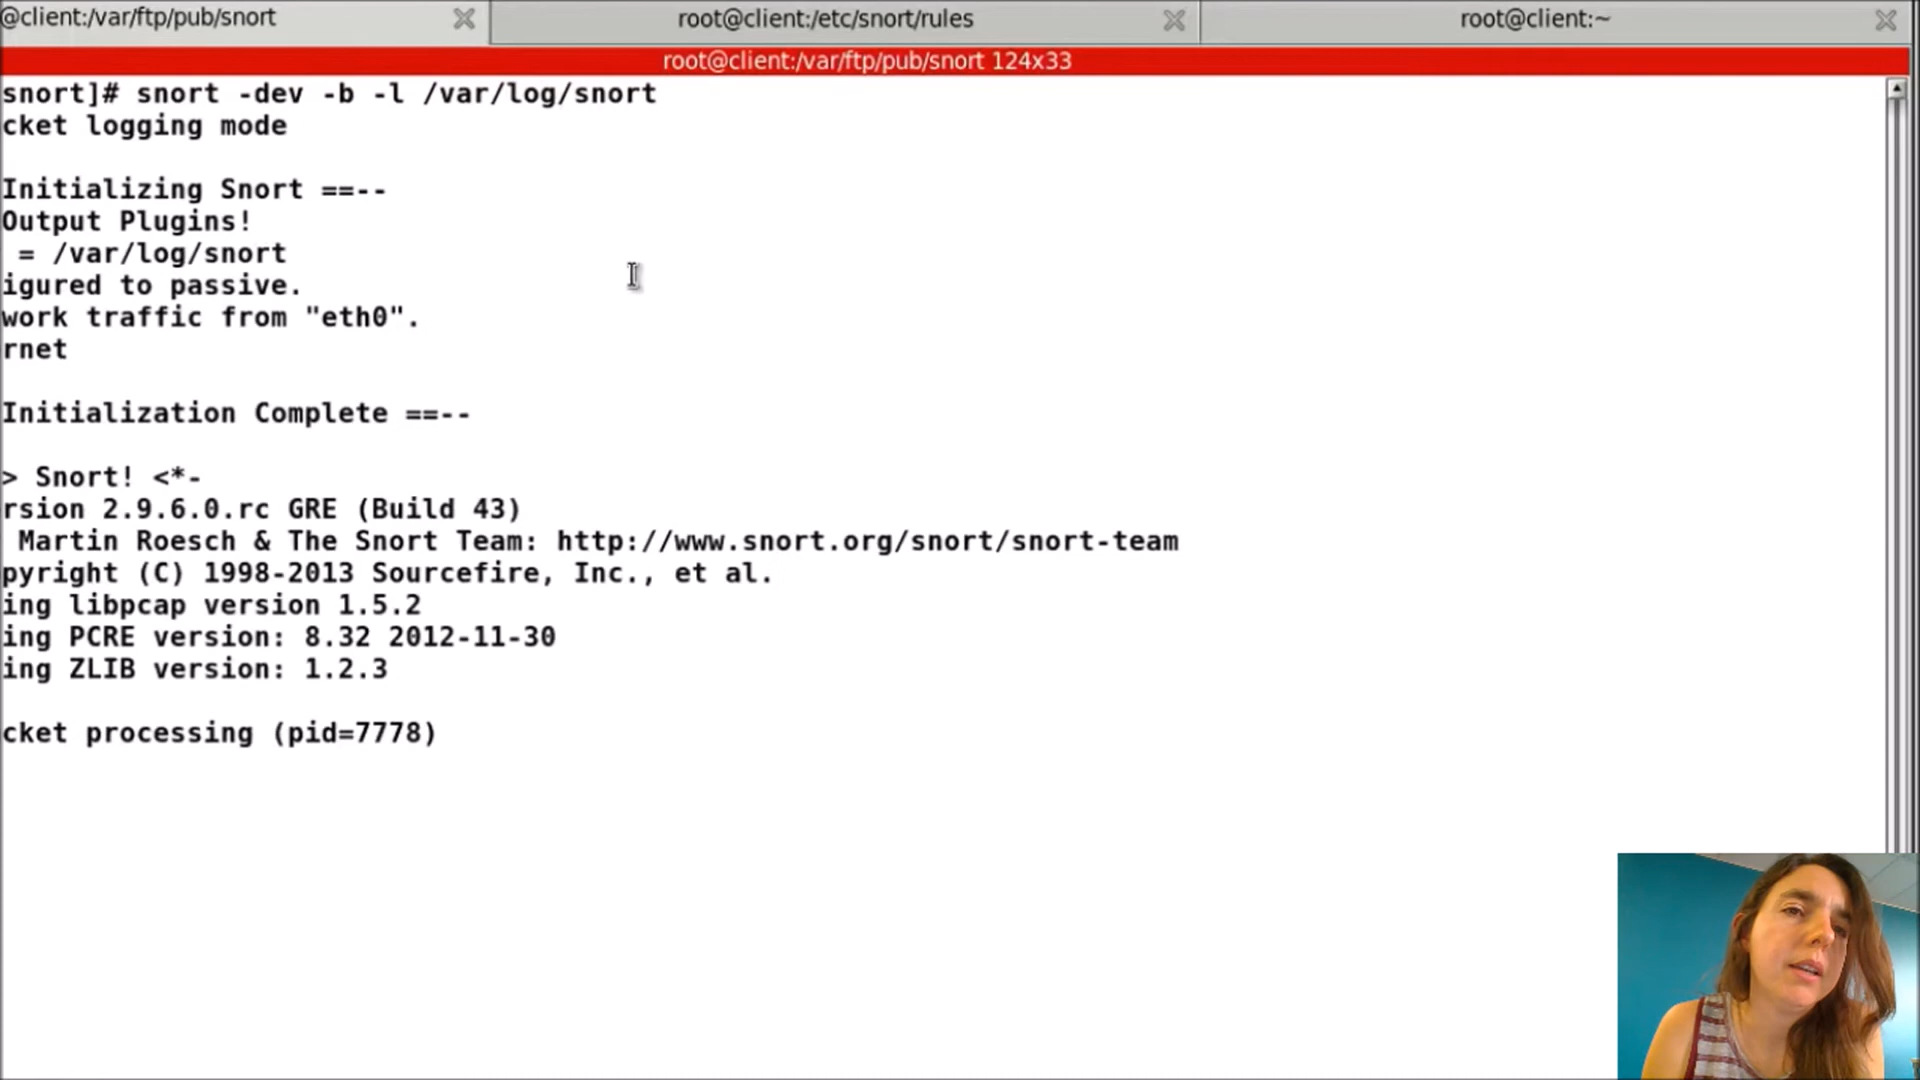 @client:/var/ftp/pub/snort
root@client:/etc/snort/rules
root@client:~
root@client:/var/ftp/pub/snort 124x33
snort]# snort -dev -b -l /var/log/snort
cket logging mode
Initializing Snort ==--
Output Plugins!
= /var/log/snort
igured to passive.
work traffic from "eth0".
rnet
Initialization Complete ==--
> Snort! <*-
rsion 2.9.6.0.rc GRE (Build 43)
Martin Roesch & The Snort Team: http://www.snort.org/snort/snort-team
pyright (C) 1998-2013 Sourcefire, Inc., et al.
ing libpcap version 1.5.2
ing PCRE version: 8.32 2012-11-30
ing ZLIB version: 1.2.3
cket processing (pid=7778)